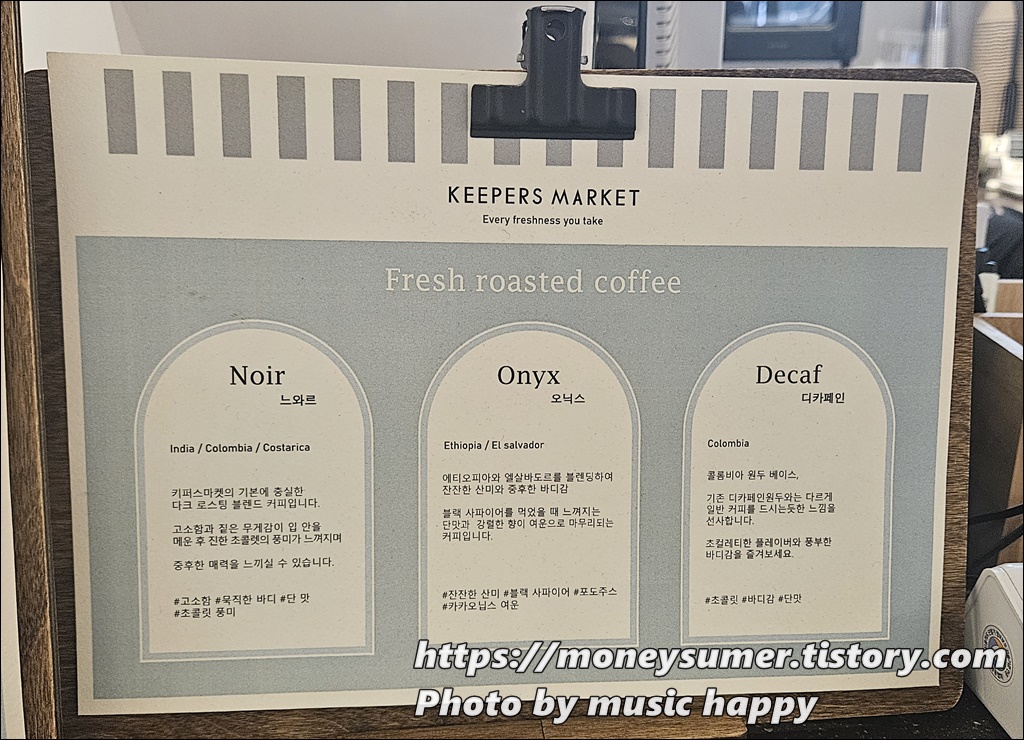 KEEPERS MARKET
Every freshness you take
Fresh roasted coffee
Noir
느와르
India / Colombia / Costarica
키퍼스마켓의 기본에 충실한
다크 로스팅 블렌드 커피입니다.
고소함과 짙은 무게감이 입 안을
메운 후 진한 초콜렛의 풍미가 느껴지며
중후한 매력을 느끼실 수 있습니다.
#고소함 #묵직한 바디 #단 맛
#초콜릿 풍미
Onyx
오닉스
Ethiopia / El salvador
에티오피아와 엘살바도르를 블렌딩하여
잔잔한 산미와 중후한 바디감
블랙 사파이어를 먹었을 때 느껴지는
단맛과 강렬한 향이 여운으로 마무리되는
커피입니다.
#잔잔한 산미 #블랙 사파이어 #포도주스
#카카오닙스 여운
Decaf
디카페인
Colombia
콜롬비아 원두 베이스,
기존 디카페인원두와는 다르게
일반 커피를 드시는듯한 느낌을
선사합니다.
초컬레티한 플레이버와 풍부한
바디감을 즐겨보세요.
#초콜릿 #바디감 #단맛
https://moneysumer.tistory.com
Photo by music happy